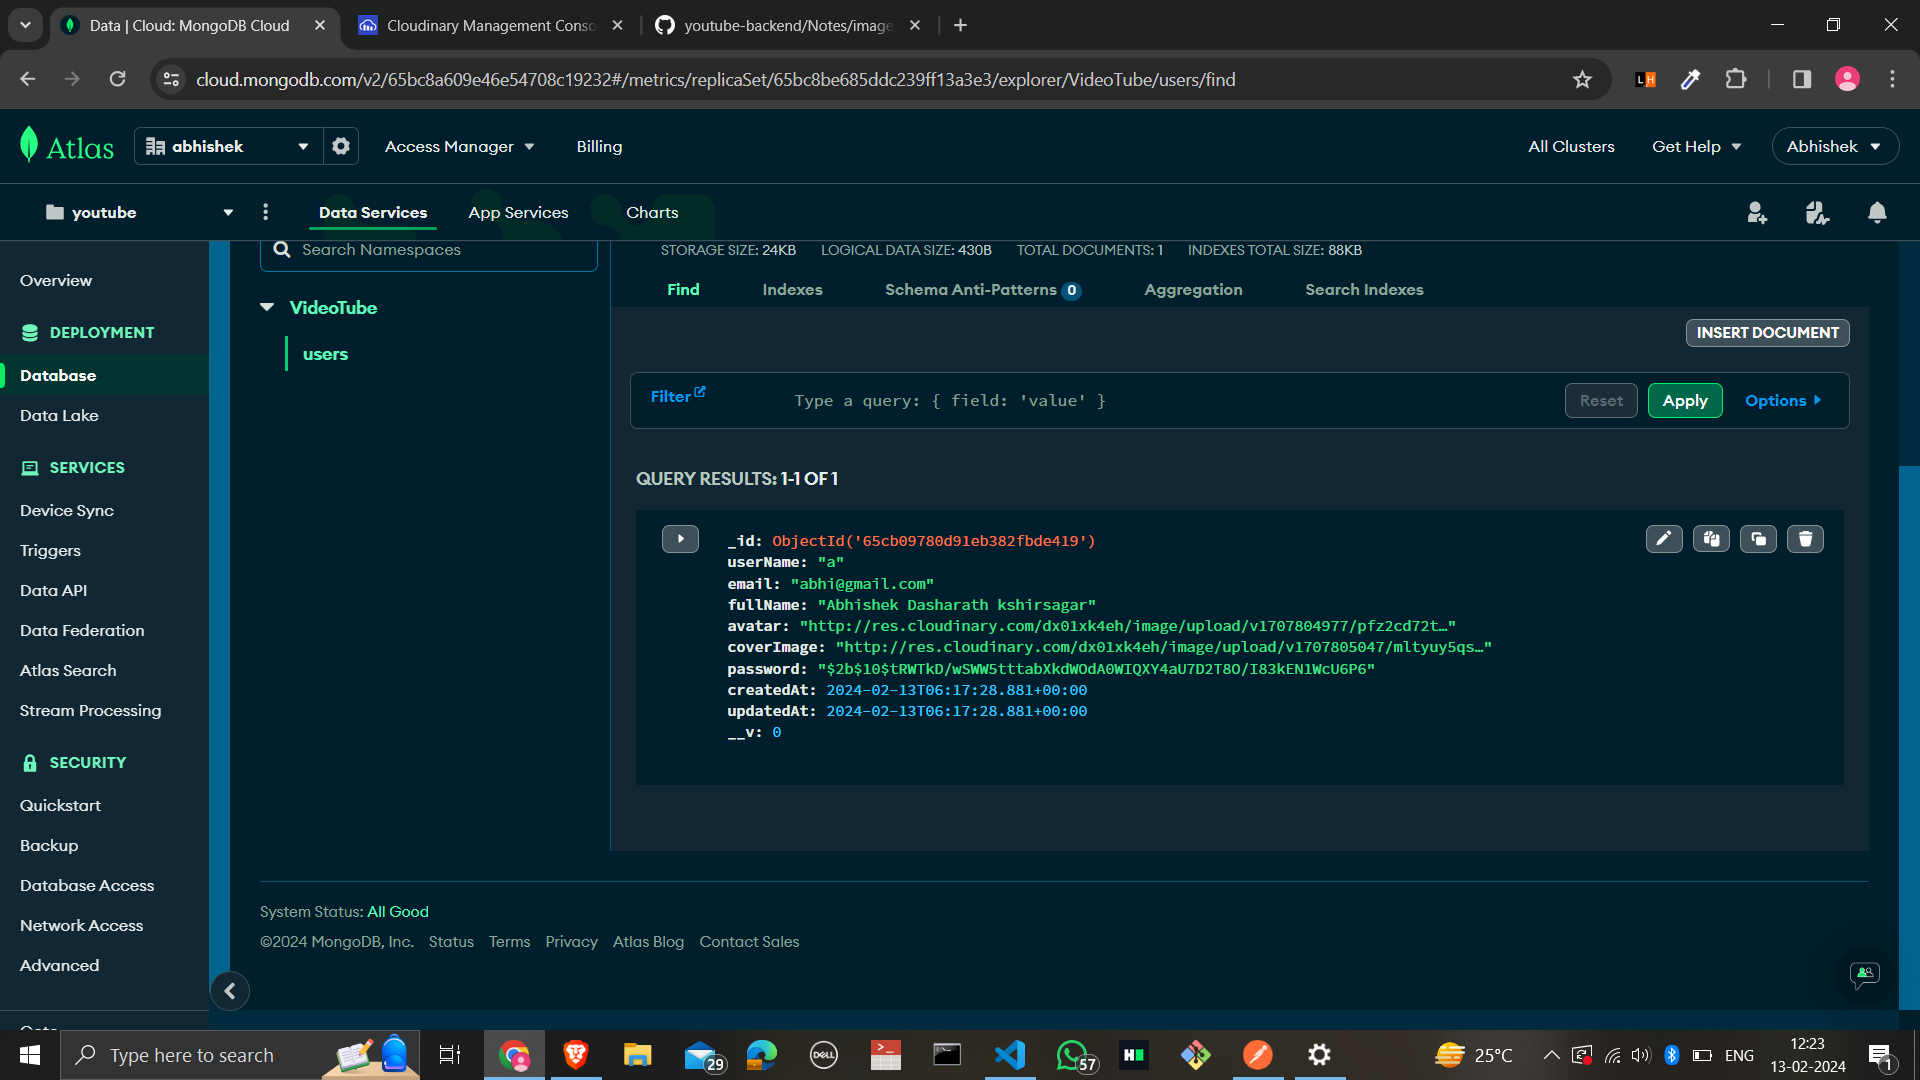 Data | Cloud: MongoDB Cloud
Cloudinary Management Conso
youtube-backend/Notes/image
cloud.mongodb.com/v2/65bc8a609e46e54708c19232#/metrics/replicaSet/65bc8be685ddc239ff13a3e3/explorer/VideoTube/users/find
Atlas
abhishek
Access Manager
Billing
All Clusters
Get Help
Abhishek
youtube
Data Services
App Services
Charts
Overview
DEPLOYMENT
Database
Data Lake
SERVICES
Device Sync
Triggers
Data API
Data Federation
Atlas Search
Stream Processing
SECURITY
Quickstart
Backup
Database Access
Network Access
Advanced
Search Namespaces
VideoTube
users
STORAGE SIZE: 24KB LOGICAL DATA SIZE: 430B TOTAL DOCUMENTS: 1 INDEXES TOTAL SIZE: 88KB
Find Indexes Schema Anti-Patterns 0 Aggregation Search Indexes
INSERT DOCUMENT
Filter Type a query: { field: 'value' } Reset Apply Options
QUERY RESULTS: 1-1 OF 1
_id: ObjectId('65cb09780d91eb382fbde419')
userName: "a"
email: "abhi@gmail.com"
fullName: "Abhishek Dasharath kshirsagar"
avatar: "http://res.cloudinary.com/dx01xk4eh/image/upload/v1707804977/pfz2cd72t…"
coverImage: "http://res.cloudinary.com/dx01xk4eh/image/upload/v1707805047/mltyuy5qs…"
password: "$2b$10$tRWTkD/wSWW5tttabXkdWOdA0WIQXY4aU7D2T8O/I83kEN1WcU6P6"
createdAt: 2024-02-13T06:17:28.881+00:00
updatedAt: 2024-02-13T06:17:28.881+00:00
__v: 0
System Status: All Good
©2024 MongoDB, Inc. Status Terms Privacy Atlas Blog Contact Sales
Type here to search
29
DELL
57
25°C
ENG
12:23
13-02-2024
1